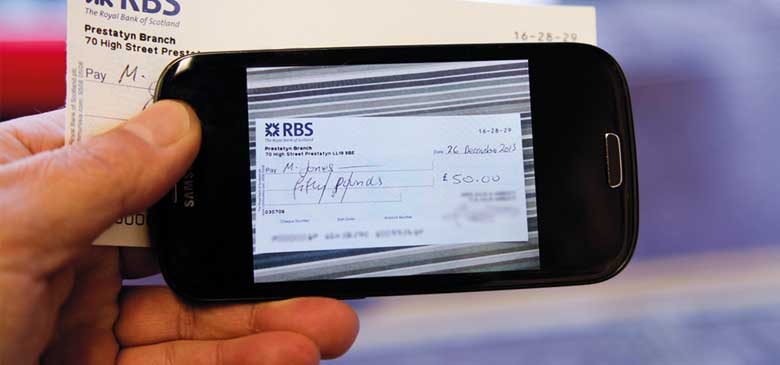 RBS
The Royal Bank of Scotland
Prestatyn Branch
70 High Street Prestat
16-28-29
Pay M.
SAMSUNG
RBS
The Royal Bank of Scotland
16-28-29
Prestatyn Branch
70 High Street Prestatyn LL19 9BE
Date 26 December 2013
Pay M. Jones
fifty pounds
£ 50.00
030708
Cheque Number Sort Code Account Number